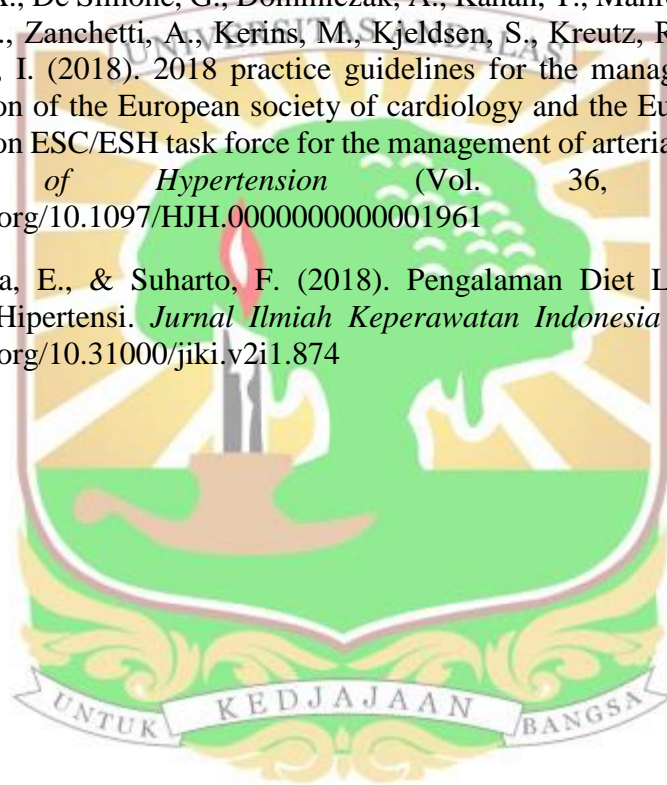 De Simone, G., Dominiczak, A., Kahan, T., Mahfo
., Zanchetti, A., Kerins, M., Kjeldsen, S., Kreutz, R
, I. (2018). 2018 practice guidelines for the manag
on of the European society of cardiology and the Eu
on ESC/ESH task force for the management of arteria
of Hypertension (Vol. 36,
org/10.1097/HJH.0000000000001961
a, E., & Suharto, F. (2018). Pengalaman Diet L
Hipertensi. Jurnal Ilmiah Keperawatan Indonesia
org/10.31000/jiki.v2i1.874
UNIVERSITAS ANDALAS
UNTUK KEDJAJAAN BANGSA